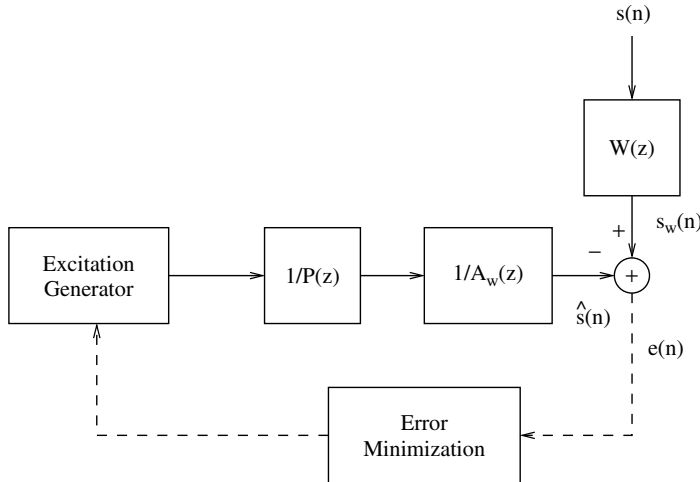 s(n)
W(z)
s_w(n)
+
−
Excitation
Generator
1/P(z)
1/A_w(z)
+
ŝ(n)
e(n)
Error
Minimization